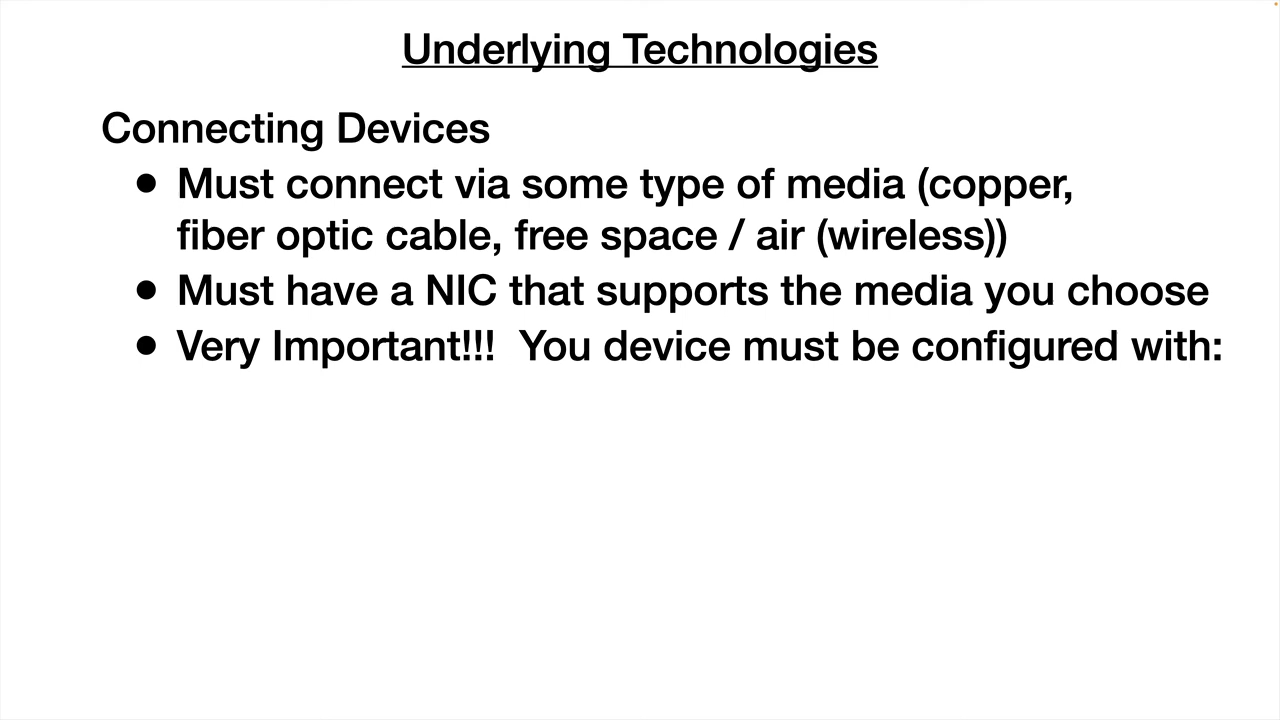 Underlying Technologies
Connecting Devices
● Must connect via some type of media (copper,
fiber optic cable, free space / air (wireless))
● Must have a NIC that supports the media you choose
● Very Important!!!  You device must be configured with: